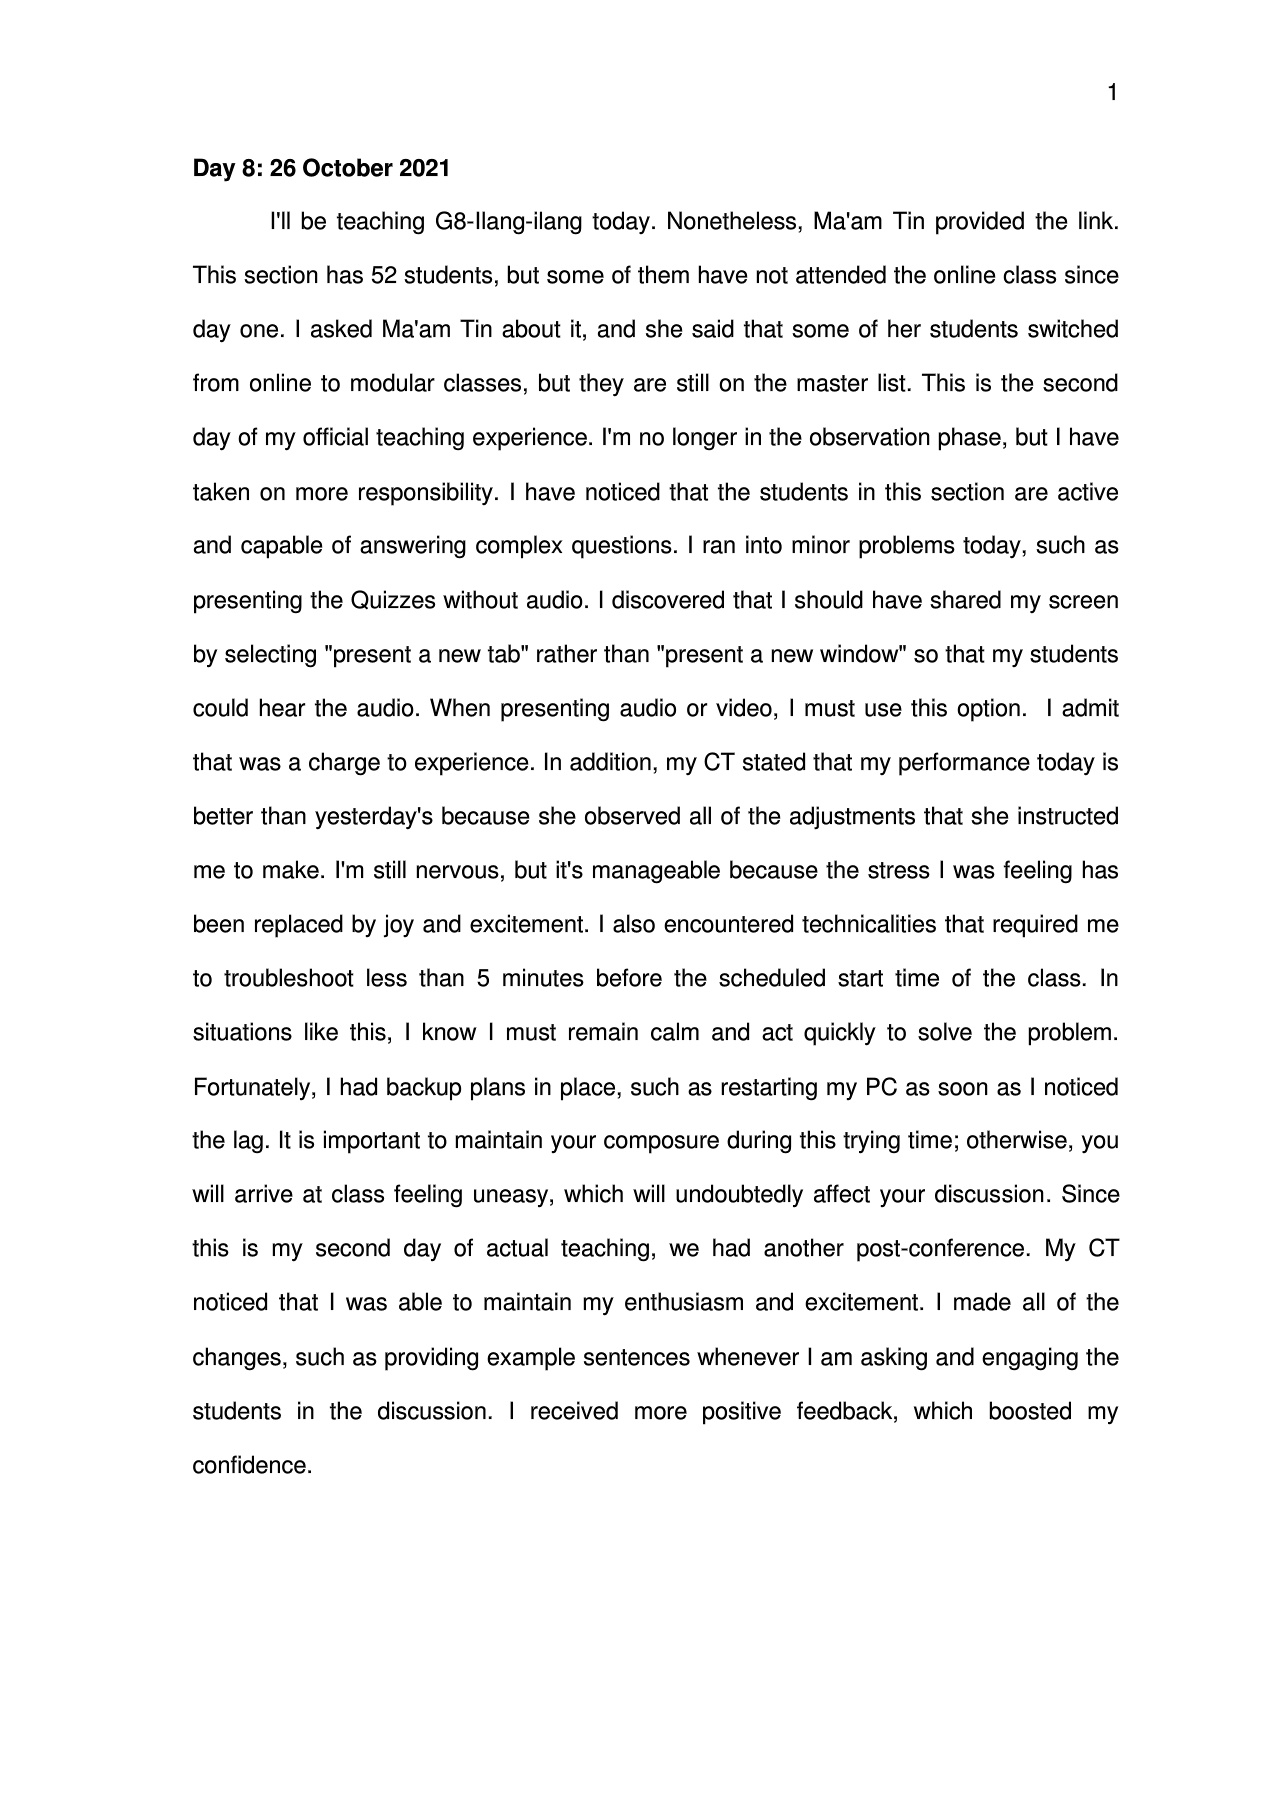 1
Day 8: 26 October 2021
I'll be teaching G8-Ilang-ilang today. Nonetheless, Ma'am Tin provided the link.
This section has 52 students, but some of them have not attended the online class since
day one. I asked Ma'am Tin about it, and she said that some of her students switched
from online to modular classes, but they are still on the master list. This is the second
day of my official teaching experience. I'm no longer in the observation phase, but I have
taken on more responsibility. I have noticed that the students in this section are active
and capable of answering complex questions. I ran into minor problems today, such as
presenting the Quizzes without audio. I discovered that I should have shared my screen
by selecting "present a new tab" rather than "present a new window" so that my students
could hear the audio. When presenting audio or video, I must use this option.  I admit
that was a charge to experience. In addition, my CT stated that my performance today is
better than yesterday's because she observed all of the adjustments that she instructed
me to make. I'm still nervous, but it's manageable because the stress I was feeling has
been replaced by joy and excitement. I also encountered technicalities that required me
to troubleshoot less than 5 minutes before the scheduled start time of the class. In
situations like this, I know I must remain calm and act quickly to solve the problem.
Fortunately, I had backup plans in place, such as restarting my PC as soon as I noticed
the lag. It is important to maintain your composure during this trying time; otherwise, you
will arrive at class feeling uneasy, which will undoubtedly affect your discussion. Since
this is my second day of actual teaching, we had another post-conference. My CT
noticed that I was able to maintain my enthusiasm and excitement. I made all of the
changes, such as providing example sentences whenever I am asking and engaging the
students in the discussion. I received more positive feedback, which boosted my
confidence.